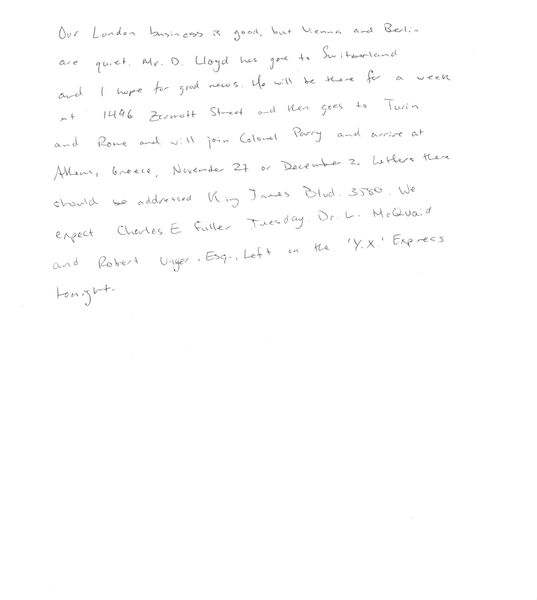 Our London business is good, but Vienna and Berlin
are quiet. Mr. D. Lloyd has gone to Switzerland
and I hope for good news. He will be there for a week
at 1496 Zermott Street and then goes to Turin
and Rome and will join Colonel Parry and arrive at
Athens, Greece, November 27 or December 2. Letters there
should be addressed King James Blvd. 3580. We
expect Charles E Fuller Tuesday. Dr. L. McQuaid
and Robert Unger, Esq., Left on the 'Y.X.' Express
tonight.